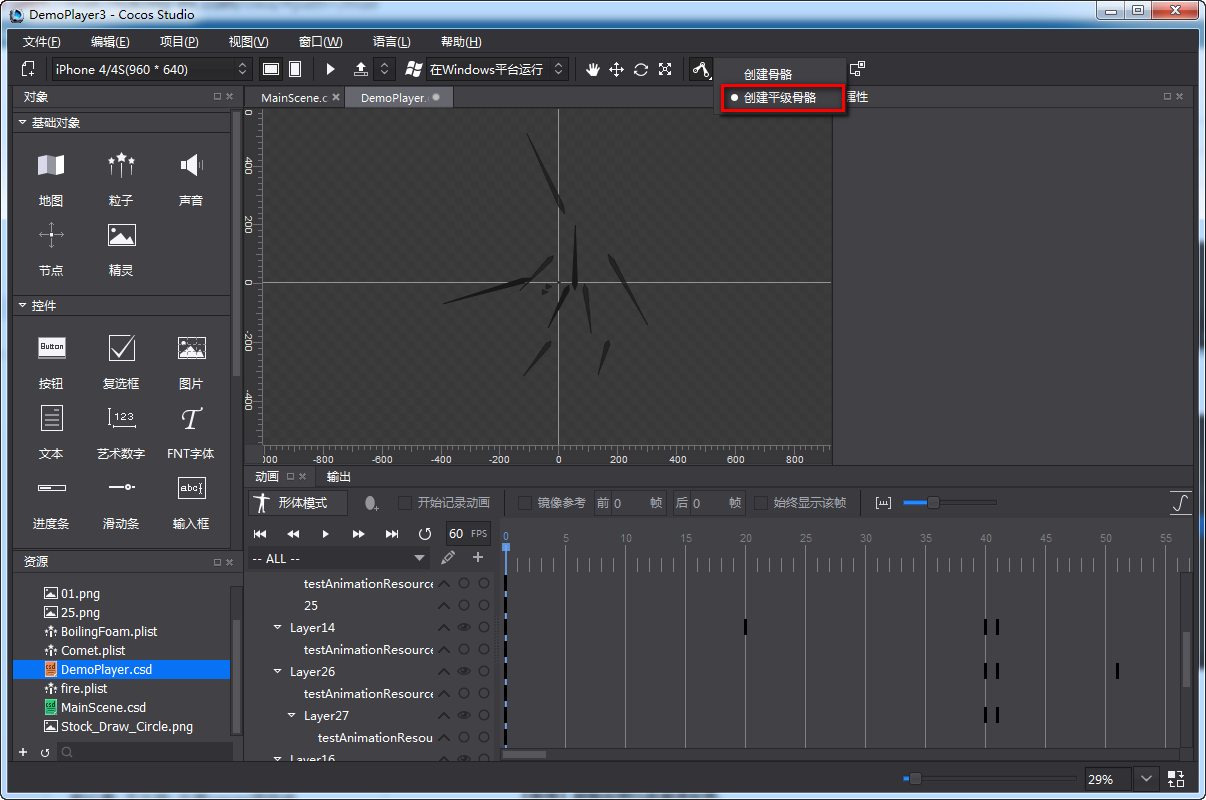 DemoPlayer3 - Cocos Studio
文件(F) 编辑(E) 项目(P) 视图(V) 窗口(W) 语言(L) 帮助(H)
iPhone 4/4S(960 * 640) 在Windows平台运行
创建骨骼
创建平级骨骼
对象 MainScene.c DemoPlayer. 属性
基础对象
地图 粒子 声音
节点 精灵
控件
Button
按钮 复选框 图片
123
文本 艺术数字 FNT字体
abc
进度条 滑动条 输入框
0
400
200
0
-200
-400
000 -800 -600 -400 -200 0 200 400 600 800
动画 输出
形体模式 开始记录动画 镜像参考 前 0 帧 后 0 帧 始终显示该帧
60 FPS
0 5 10 15 20 25 30 35 40 45 50 55
-- ALL --
testAnimationResource
25
Layer14
testAnimationResource
Layer26
testAnimationResource
Layer27
testAnimationResou
Layer16
资源
01.png
25.png
BoilingFoam.plist
Comet.plist
csd DemoPlayer.csd
fire.plist
csd MainScene.csd
Stock_Draw_Circle.png
29%